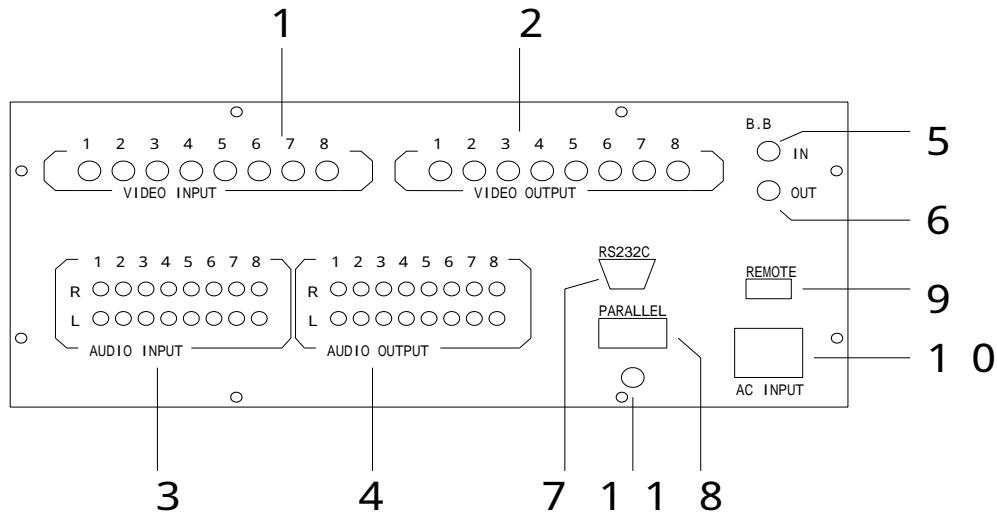 1 2
B.B
1 2 3 4 5 6 7 8
1 2 3 4 5 6 7 8
IN
5
VIDEO INPUT
VIDEO OUTPUT
OUT
6
1 2 3 4 5 6 7 8
1 2 3 4 5 6 7 8
RS232C
R
R
REMOTE
9
L
L
PARALLEL
AUDIO INPUT
AUDIO OUTPUT
1 0
AC INPUT
3 4 7 1 1 8